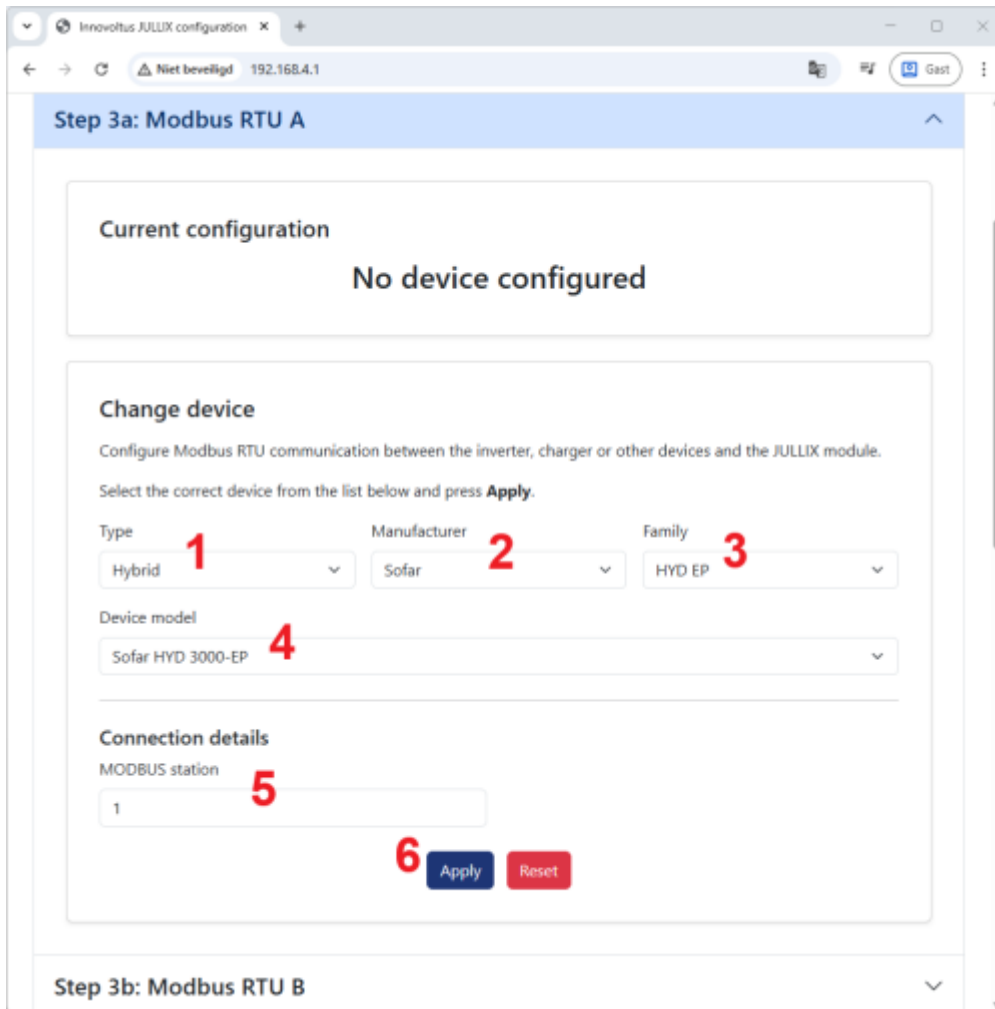 Innovoltus JULLIX configuration
Niet beveiligd 192.168.4.1
Gast
Step 3a: Modbus RTU A
Current configuration
No device configured
Change device
Configure Modbus RTU communication between the inverter, charger or other devices and the JULLIX module.
Select the correct device from the list below and press Apply.
Type Manufacturer Family
1 2 3
Hybrid Sofar HYD EP
Device model
4
Sofar HYD 3000-EP
Connection details
MODBUS station
5
1
6 Apply Reset
Step 3b: Modbus RTU B